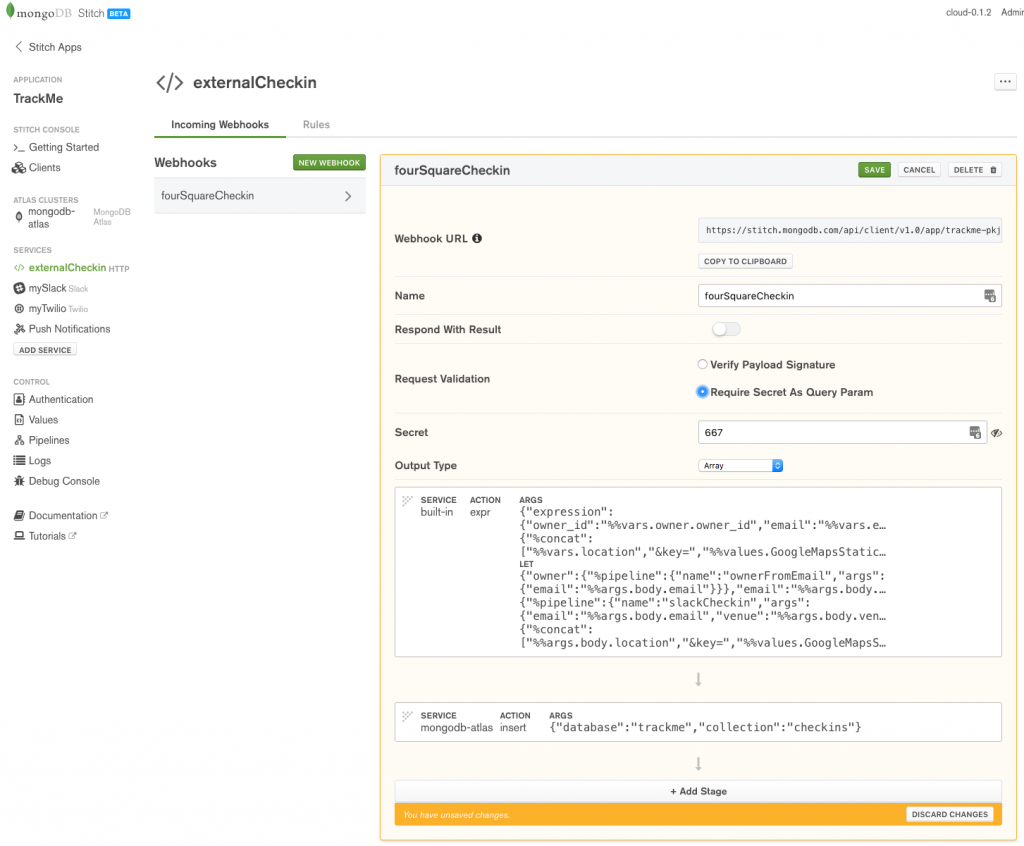 mongoDB Stitch BETA
cloud-0.1.2 Admin
Stitch Apps
APPLICATION
TrackMe
STITCH CONSOLE
Getting Started
Clients
ATLAS CLUSTERS
mongodb-atlas MongoDB Atlas
SERVICES
externalCheckin HTTP
mySlack Slack
myTwilio Twilio
Push Notifications
ADD SERVICE
CONTROL
Authentication
Values
Pipelines
Logs
Debug Console
Documentation
Tutorials
</> externalCheckin
...
Incoming Webhooks Rules
Webhooks NEW WEBHOOK
fourSquareCheckin
fourSquareCheckin SAVE CANCEL DELETE
Webhook URL https://stitch.mongodb.com/api/client/v1.0/app/trackme-pkj
COPY TO CLIPBOARD
Name fourSquareCheckin
Respond With Result
Request Validation
Verify Payload Signature
Require Secret As Query Param
Secret 667
Output Type Array
SERVICE ACTION ARGS
built-in expr {"expression":
{"owner_id":"%%vars.owner.owner_id","email":"%%vars.e…
{"%concat":
["%%vars.location","&key=","%%values.GoogleMapsStatic…
LET
{"owner":{"%pipeline":{"name":"ownerFromEmail","args":
{"email":"%%args.body.email"}}},"email":"%%args.body.…
{"%pipeline":{"name":"slackCheckin","args":
{"email":"%%args.body.email","venue":"%%args.body.ven…
{"%concat":
["%%args.body.location","&key=","%%values.GoogleMapsS…
SERVICE ACTION ARGS
mongodb-atlas insert {"database":"trackme","collection":"checkins"}
+ Add Stage
You have unsaved changes. DISCARD CHANGES